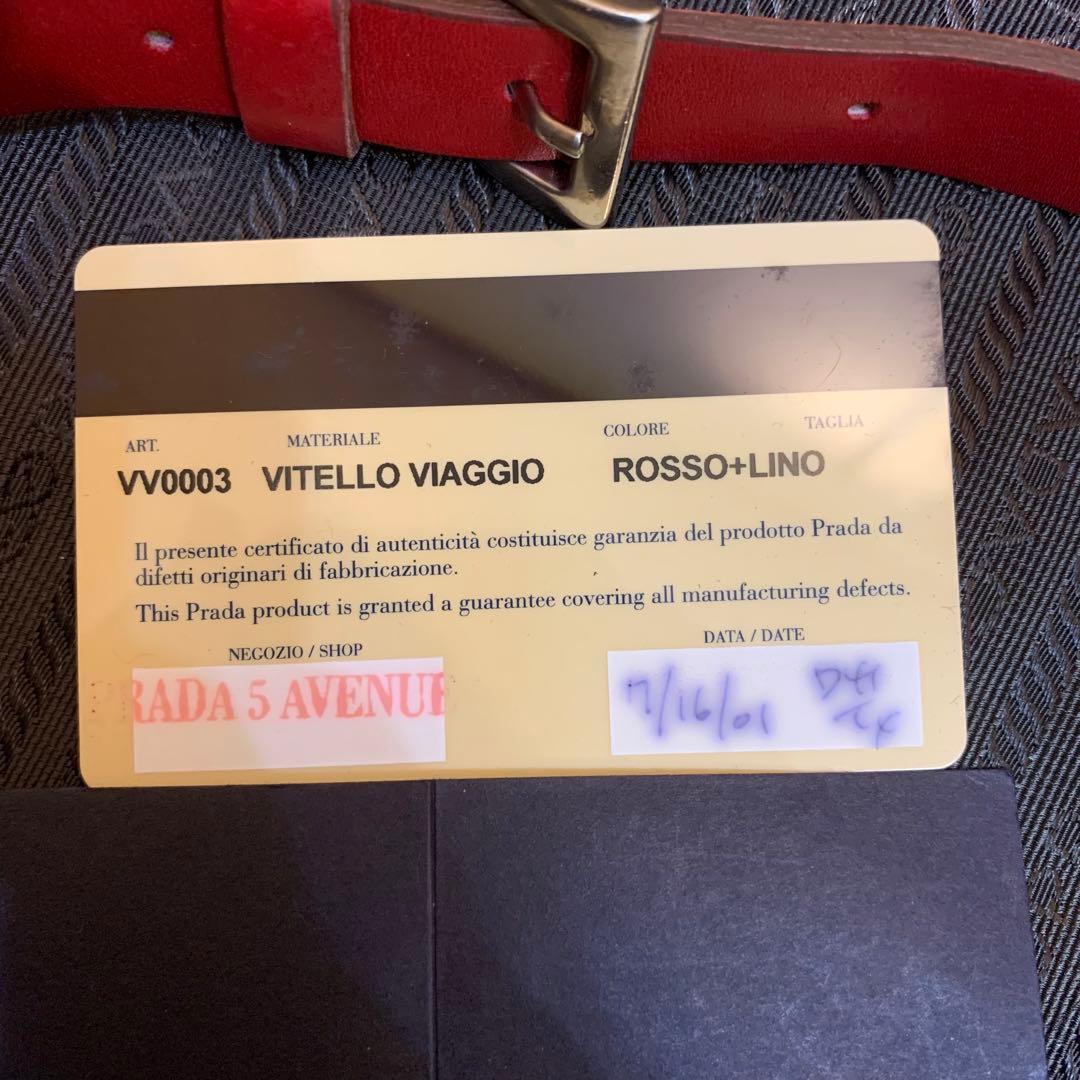 ART. MATERIALE COLORE TAGLIA
VV0003 VITELLO VIAGGIO ROSSO+LINO
Il presente certificato di autenticità costituisce garanzia del prodotto Prada da
difetti originari di fabbricazione.
This Prada product is granted a guarantee covering all manufacturing defects.
NEGOZIO / SHOP
RADA 5 AVENUE
DATA / DATE
7/16/01